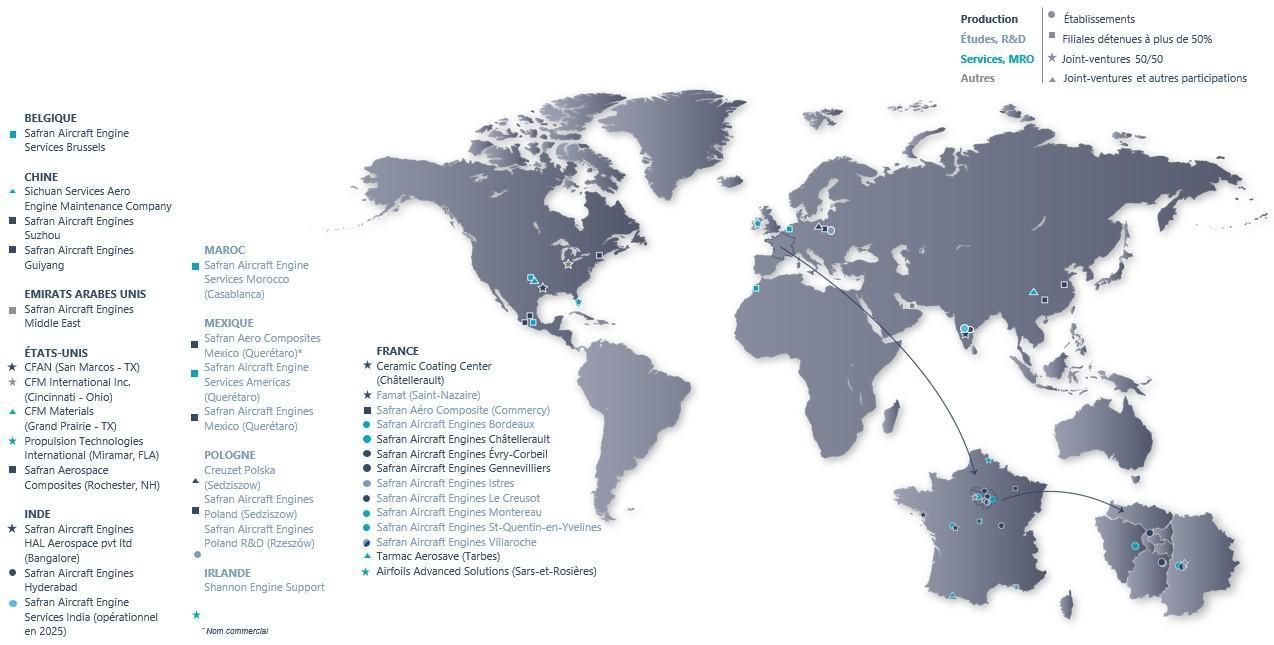 Production
Établissements
Études, R&D
Filiales détenues à plus de 50%
Services, MRO
Joint-ventures 50/50
Autres
Joint-ventures et autres participations
BELGIQUE
Safran Aircraft Engine
Services Brussels
CHINE
Sichuan Services Aero
Engine Maintenance Company
Safran Aircraft Engines
Suzhou
Safran Aircraft Engines
Guiyang
EMIRATS ARABES UNIS
Safran Aircraft Engines
Middle East
ÉTATS-UNIS
CFAN (San Marcos - TX)
CFM International Inc.
(Cincinnati - Ohio)
CFM Materials
(Grand Prairie - TX)
Propulsion Technologies
International (Miramar, FLA)
Safran Aerospace
Composites (Rochester, NH)
INDE
Safran Aircraft Engines
HAL Aerospace pvt ltd
(Bangalore)
Safran Aircraft Engines
Hyderabad
Safran Aircraft Engine
Services India (opérationnel
en 2025)
MAROC
Safran Aircraft Engine
Services Morocco
(Casablanca)
MEXIQUE
Safran Aero Composites
Mexico (Querétaro)*
Safran Aircraft Engine
Services Americas
(Querétaro)
Safran Aircraft Engines
Mexico (Querétaro)
POLOGNE
Creuzet Polska
(Sedziszow)
Safran Aircraft Engines
Poland (Sedziszow)
Safran Aircraft Engines
Poland R&D (Rzeszów)
IRLANDE
Shannon Engine Support
* Nom commercial
FRANCE
Ceramic Coating Center
(Châtellerault)
Famat (Saint-Nazaire)
Safran Aéro Composite (Commercy)
Safran Aircraft Engines Bordeaux
Safran Aircraft Engines Châtellerault
Safran Aircraft Engines Évry-Corbeil
Safran Aircraft Engines Gennevilliers
Safran Aircraft Engines Istres
Safran Aircraft Engines Le Creusot
Safran Aircraft Engines Montereau
Safran Aircraft Engines St-Quentin-en-Yvelines
Safran Aircraft Engines Villaroche
Tarmac Aerosave (Tarbes)
Airfoils Advanced Solutions (Sars-et-Rosières)